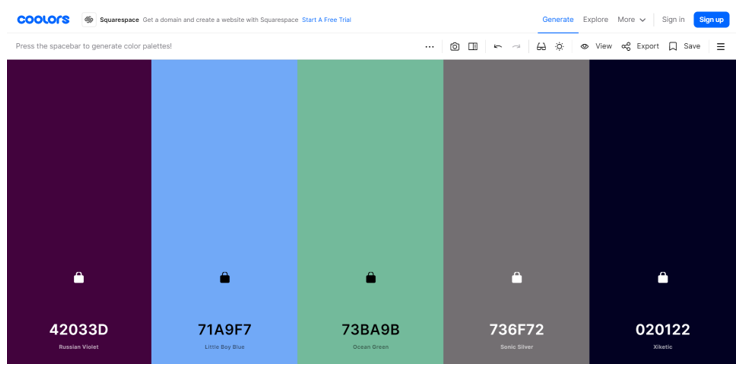 coolors
Squarespace Get a domain and create a website with Squarespace Start A Free Trial
Generate Explore More Sign in Sign up
Press the spacebar to generate color palettes!
View Export Save
42033D 71A9F7 73BA9B 736F72 020122
Russian Violet Little Boy Blue Ocean Green Sonic Silver Xiketic